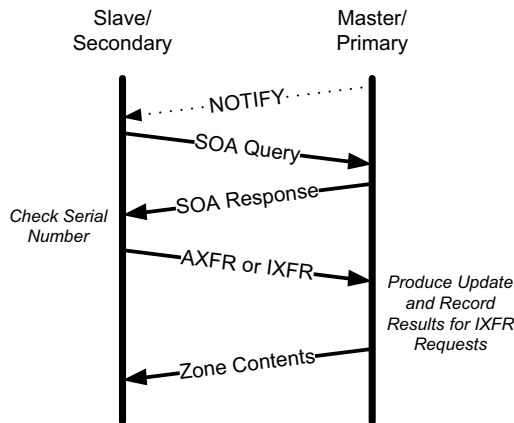 Slave/
Secondary
Master/
Primary
NOTIFY
SOA Query
SOA Response
Check Serial
Number
AXFR or IXFR
Produce Update
and Record
Results for IXFR
Requests
Zone Contents